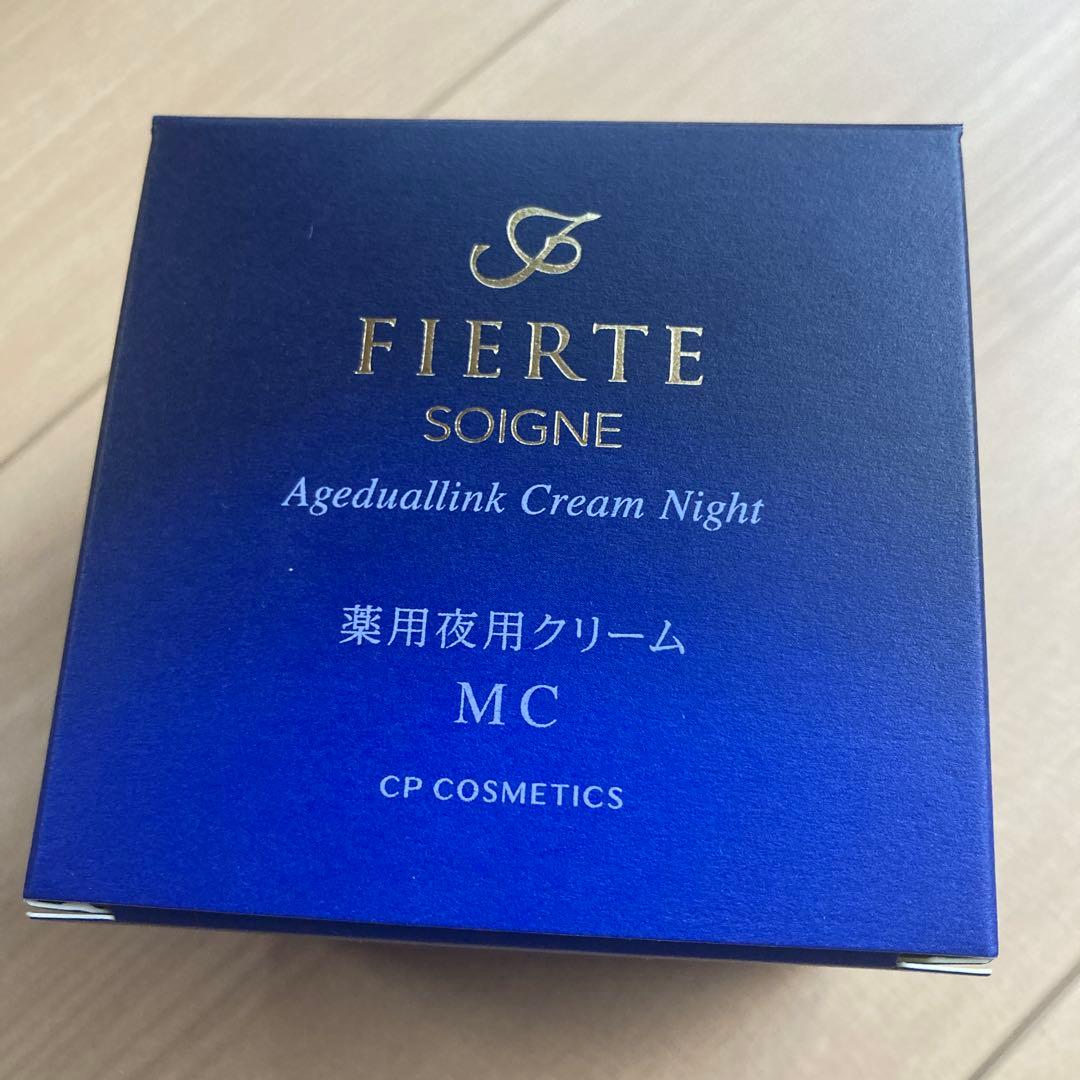 FIERTE
SOIGNE
Ageduallink Cream Night
薬用夜用クリーム
MC
CP COSMETICS